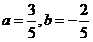 a = 3/5, b = -2/5